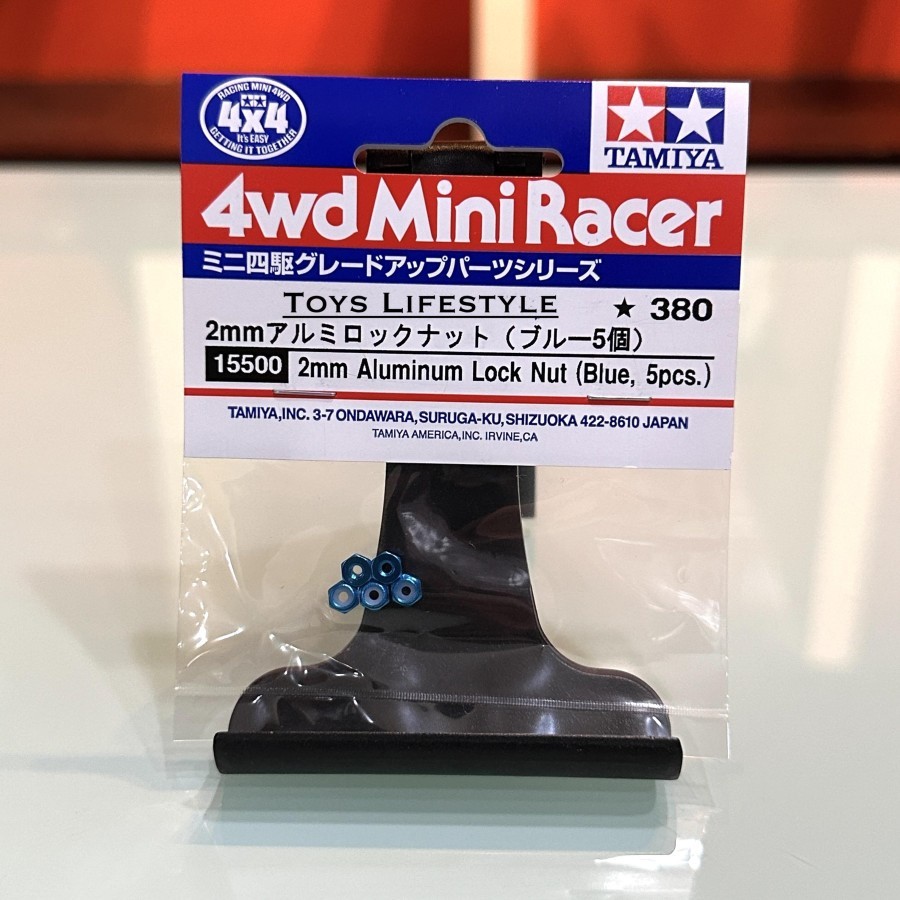 RACING MINI 4WD
4x4
It's EASY
GETTING IT TOGETHER
TAMIYA
4wd Mini Racer
ミニ四駆グレードアップパーツシリーズ
TOYS LIFESTYLE
★ 380
2mmアルミロックナット（ブルー5個）
15500 2mm Aluminum Lock Nut (Blue, 5pcs.)
TAMIYA,INC. 3-7 ONDAWARA,SURUGA-KU,SHIZUOKA 422-8610 JAPAN
TAMIYA AMERICA,INC. IRVINE,CA